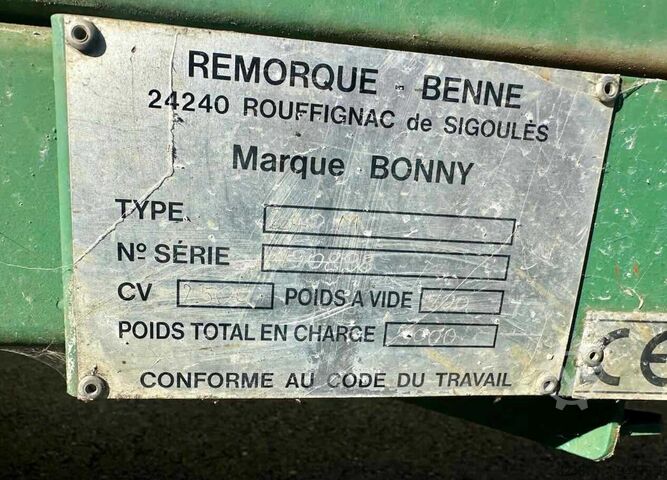 REMORQUE - BENNE
24240 ROUFFIGNAC de SIGOULES
Marque BONNY
TYPE
Nº SÉRIE
CV POIDS A VIDE
POIDS TOTAL EN CHARGE
CONFORME AU CODE DU TRAVAIL
CE